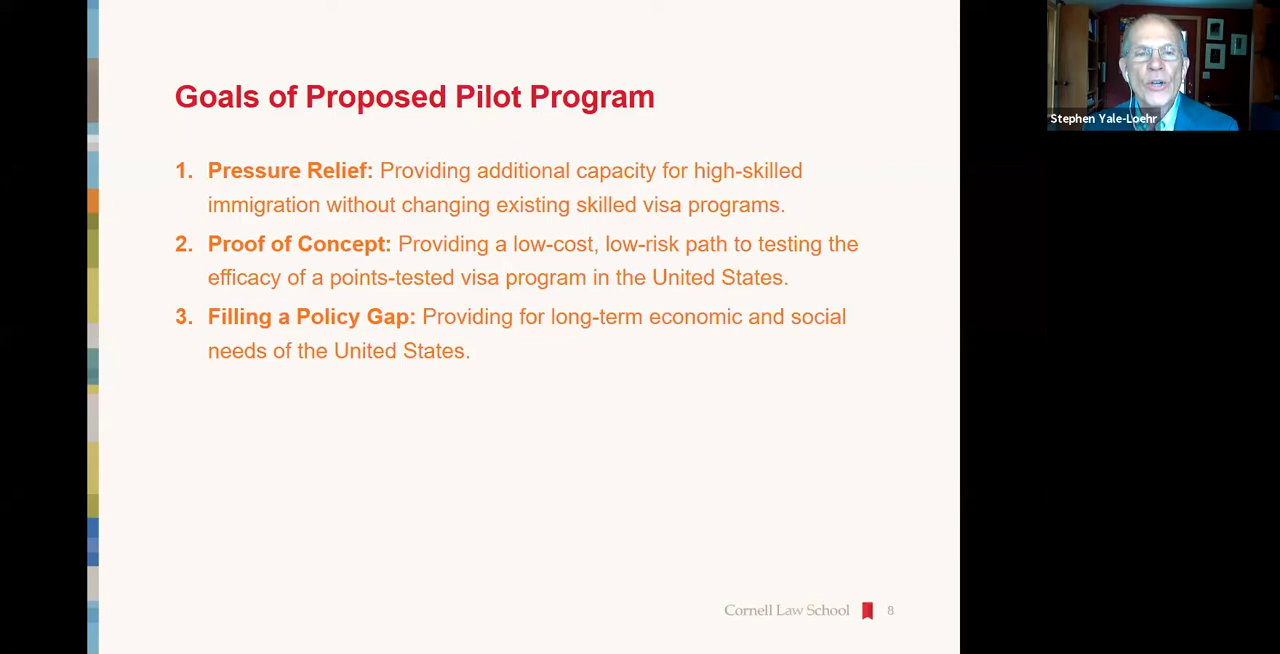 Goals of Proposed Pilot Program
1. Pressure Relief: Providing additional capacity for high-skilled
immigration without changing existing skilled visa programs.
2. Proof of Concept: Providing a low-cost, low-risk path to testing the
efficacy of a points-tested visa program in the United States.
3. Filling a Policy Gap: Providing for long-term economic and social
needs of the United States.
Cornell Law School 8
Stephen Yale-Loehr